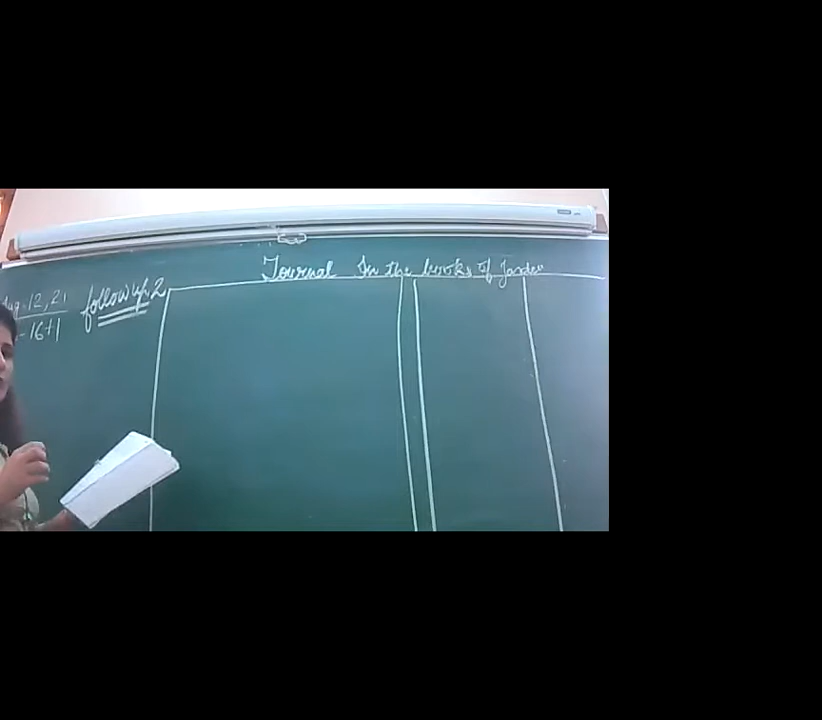 Journal In the books of
Aug - 12, 21 follow up. 2
- 16+1